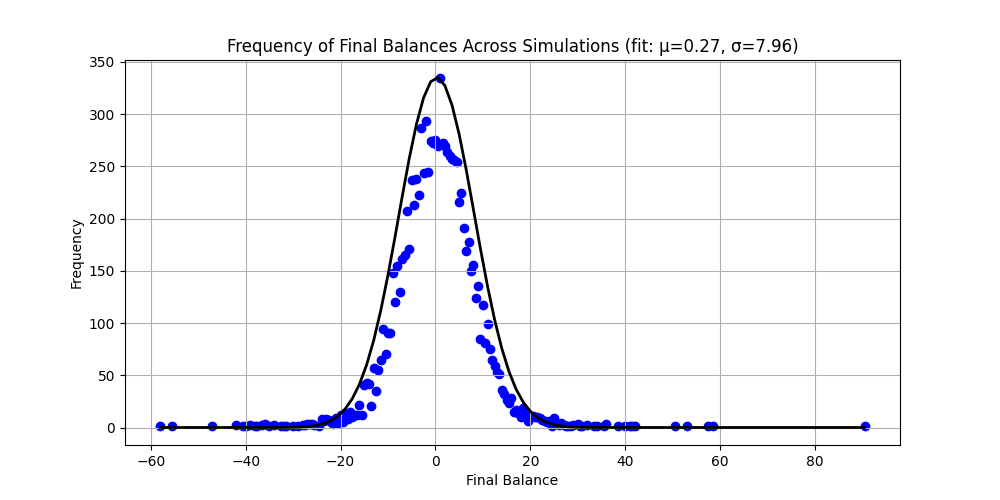 Frequency of Final Balances Across Simulations (fit: μ=0.27, σ=7.96)
350
300
250
200
150
100
50
0
Frequency
−60 −40 −20 0 20 40 60 80
Final Balance